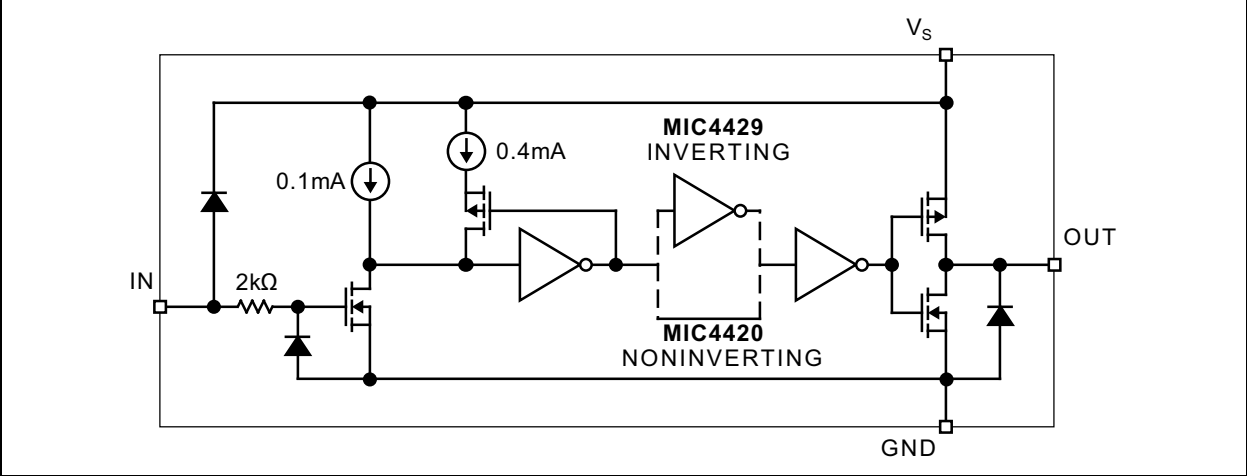 V_S
MIC4429
INVERTING
0.4mA
0.1mA
OUT
IN
2kΩ
MIC4420
NONINVERTING
GND